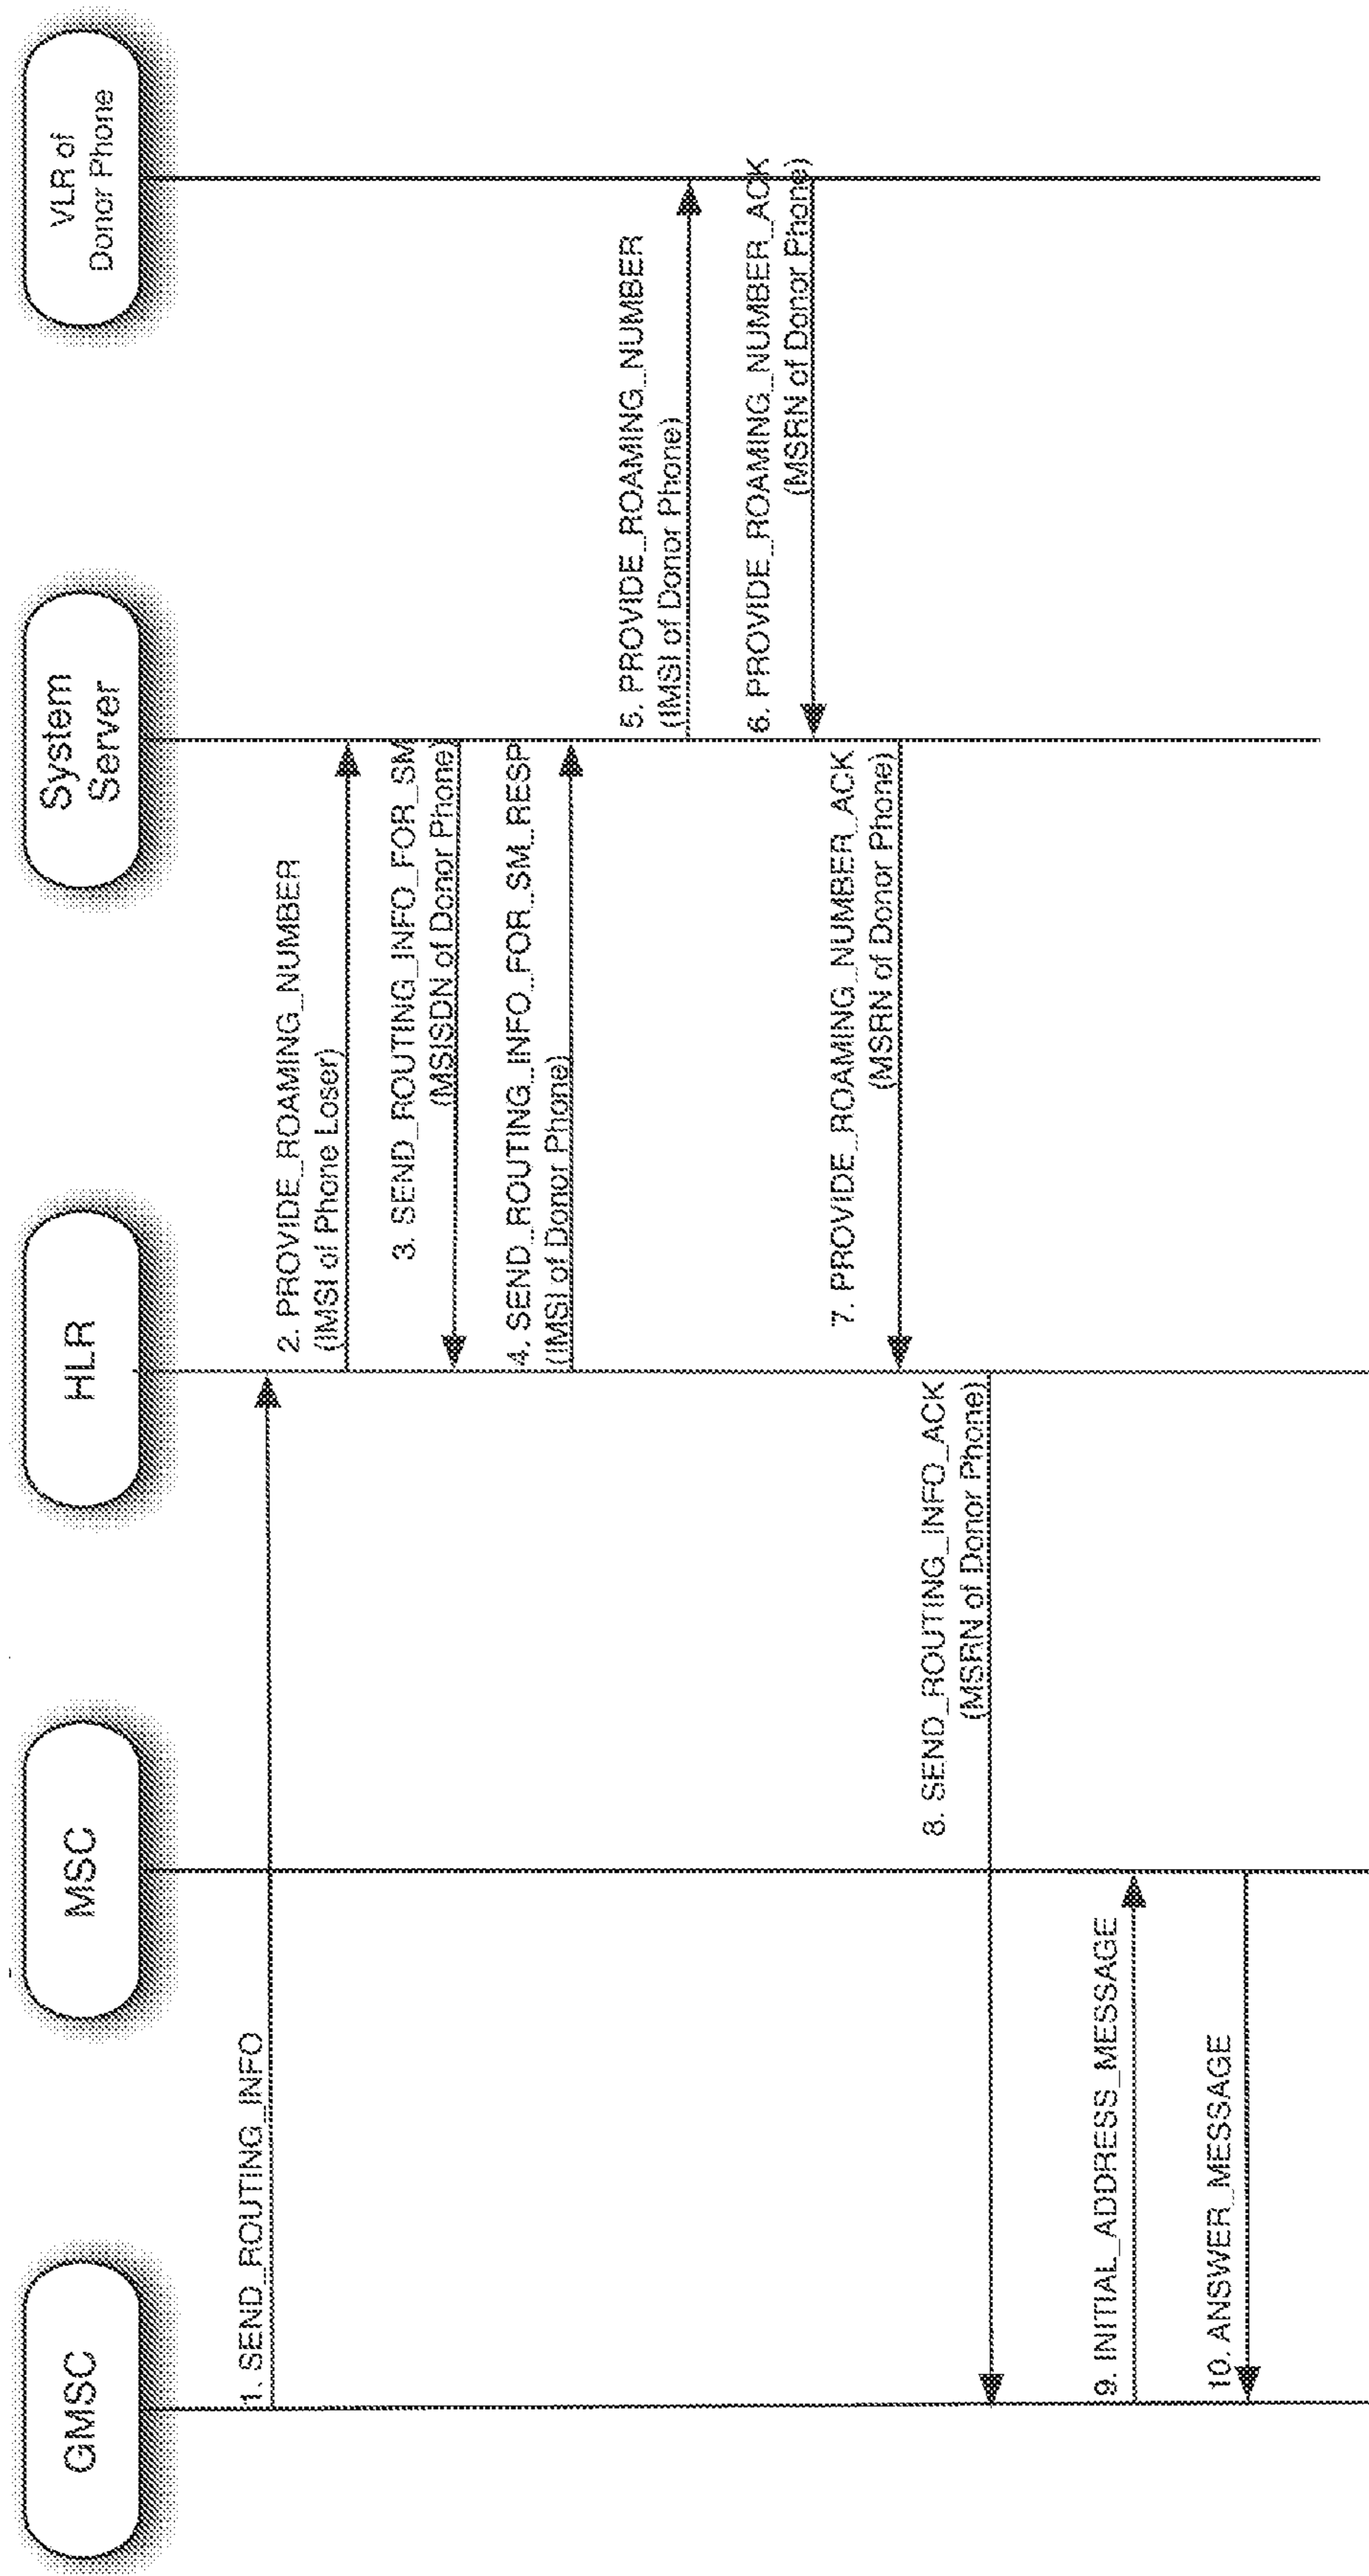 GMSC
MSC
HLR
System
Server
VLR of
Donor Phone
1. SEND_ROUTING_INFO
2. PROVIDE_ROAMING_NUMBER
(IMSI of Phone Loser)
3. SEND_ROUTING_INFO_FOR_SM
(MSISDN of Donor Phone)
4. SEND_ROUTING_INFO_FOR_SM_RESP
(IMSI of Donor Phone)
5. PROVIDE_ROAMING_NUMBER
(IMSI of Donor Phone)
6. PROVIDE_ROAMING_NUMBER_ACK
(MSRN of Donor Phone)
7. PROVIDE_ROAMING_NUMBER_ACK
(MSRN of Donor Phone)
8. SEND_ROUTING_INFO_ACK
(MSRN of Donor Phone)
9. INITIAL_ADDRESS_MESSAGE
10. ANSWER_MESSAGE